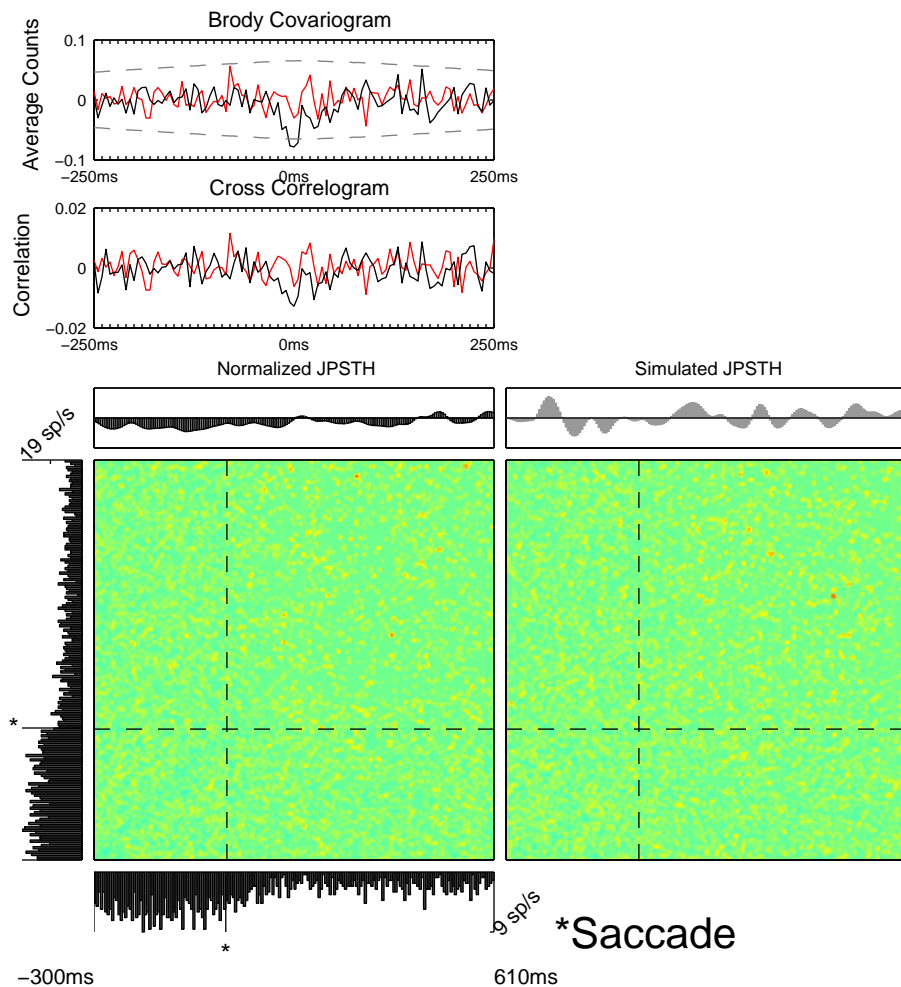 Brody Covariogram
Average Counts
0.1
0
−0.1
−250ms 0ms 250ms
Cross Correlogram
Correlation
0.02
0
−0.02
−250ms 0ms 250ms
Normalized JPSTH Simulated JPSTH
19 sp/s
*
9 sp/s
*
*Saccade
−300ms 610ms